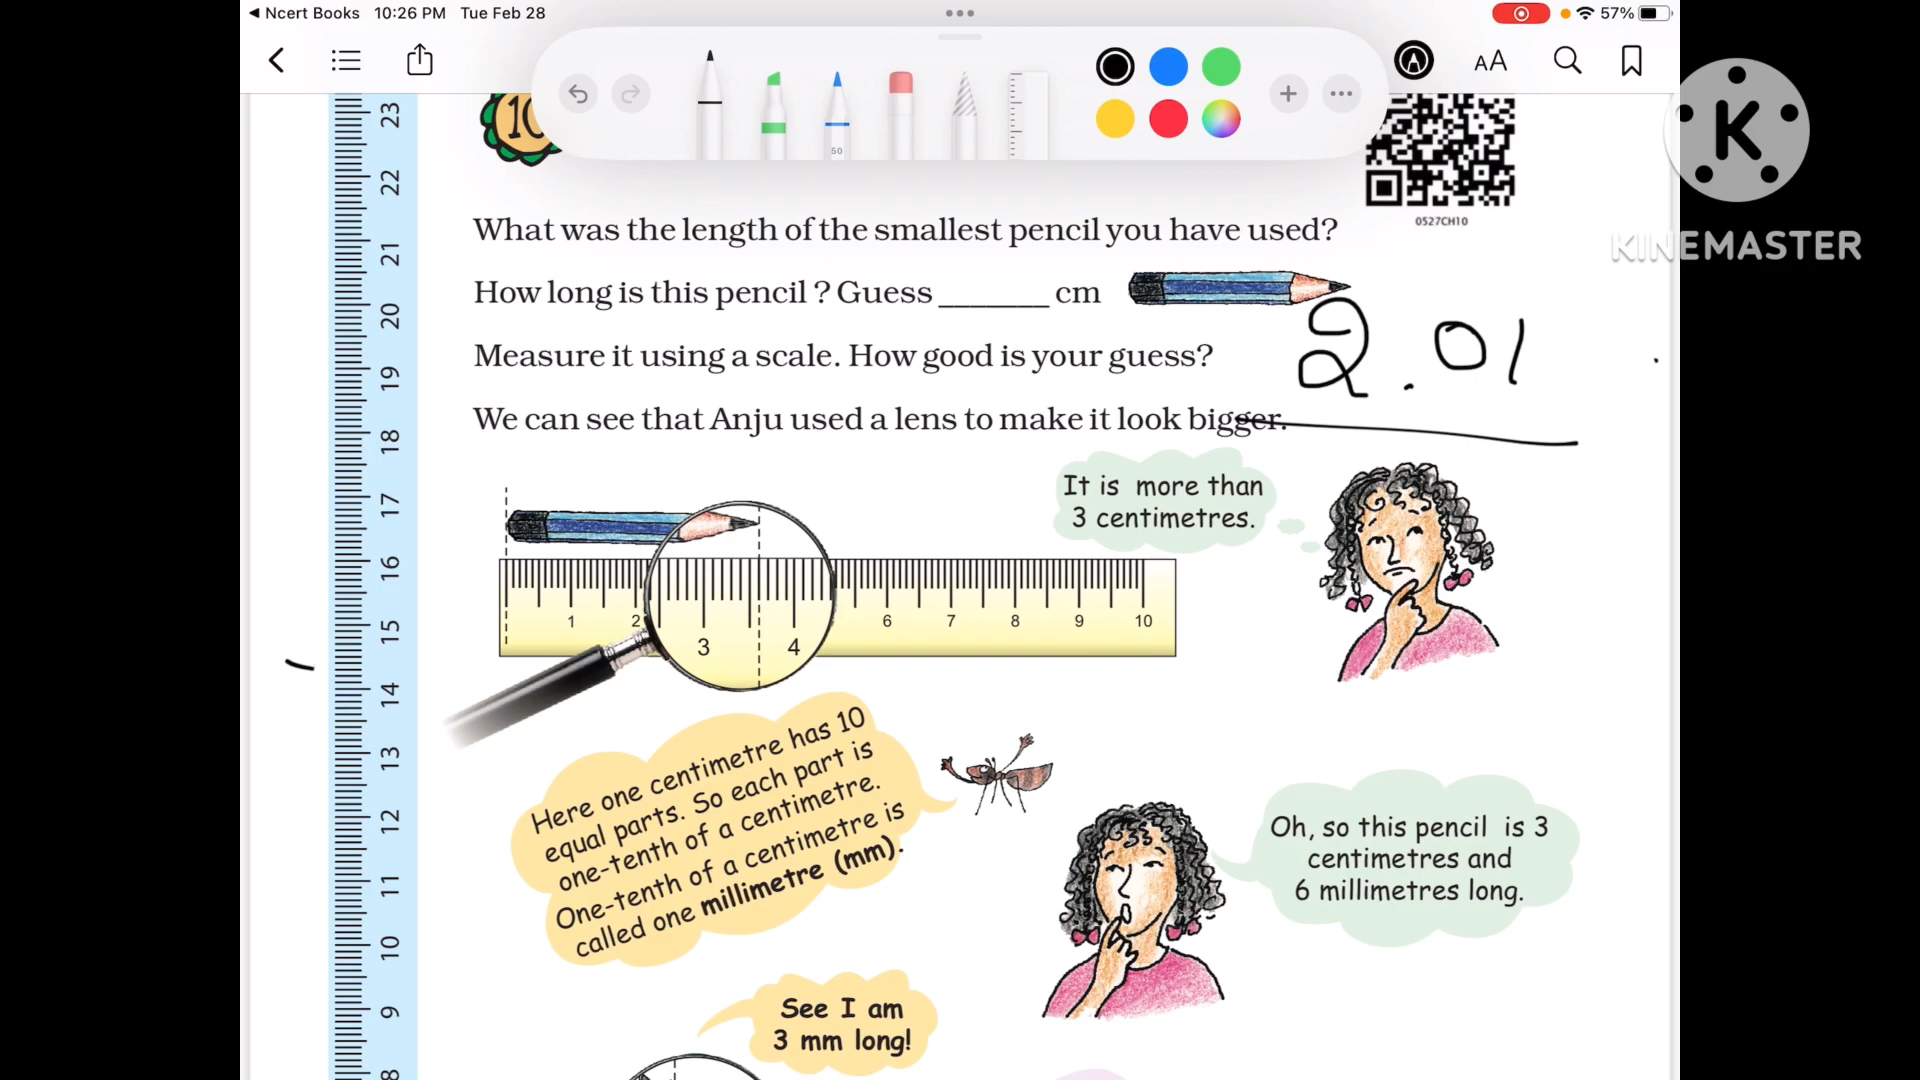 Ncert Books 10:26 PM Tue Feb 28
57%
AA
50
10
0527CH10
KINEMASTER
K
What was the length of the smallest pencil you have used?
How long is this pencil ? Guess _______ cm
2.01
Measure it using a scale. How good is your guess?
We can see that Anju used a lens to make it look bigger.
It is more than
3 centimetres.
1 2 3 4 6 7 8 9 10
Here one centimetre has 10
equal parts. So each part is
one-tenth of a centimetre.
One-tenth of a centimetre is
called one millimetre (mm).
Oh, so this pencil is 3
centimetres and
6 millimetres long.
See I am
3 mm long!
23
22
21
20
19
18
17
16
15
14
13
12
11
10
9
8